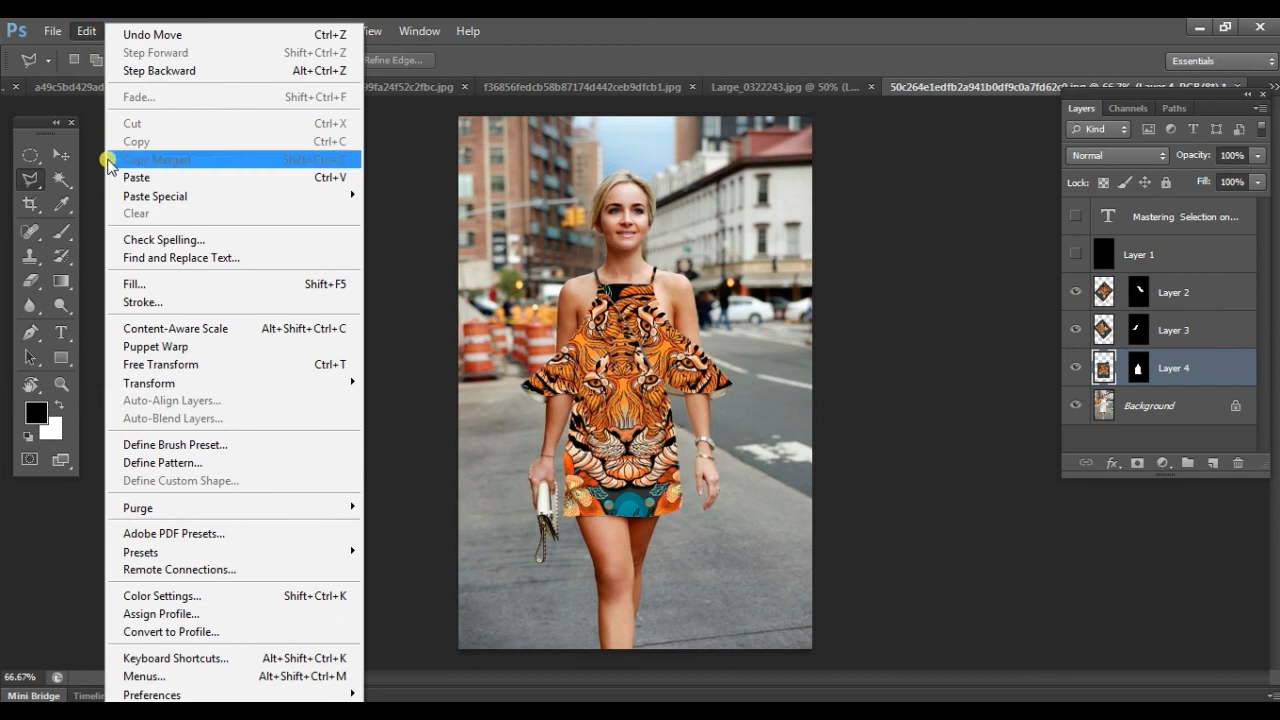 Ps File Edit View Window Help
Refine Edge...
Essentials
a49c5bd429ad
99fa24f52c2fbc.jpg
f36856fedcb58b87174d442ceb9dfcb1.jpg
Large_0322243.jpg @ 50% (L...
Undo Move Ctrl+Z
Step Forward Shift+Ctrl+Z
Step Backward Alt+Ctrl+Z
Fade... Shift+Ctrl+F
Cut Ctrl+X
Copy Ctrl+C
Copy Merged Shift+Ctrl+C
Paste Ctrl+V
Paste Special
Clear
Check Spelling...
Find and Replace Text...
Fill... Shift+F5
Stroke...
Content-Aware Scale Alt+Shift+Ctrl+C
Puppet Warp
Free Transform Ctrl+T
Transform
Auto-Align Layers...
Auto-Blend Layers...
Define Brush Preset...
Define Pattern...
Define Custom Shape...
Purge
Adobe PDF Presets...
Presets
Remote Connections...
Color Settings... Shift+Ctrl+K
Assign Profile...
Convert to Profile...
Keyboard Shortcuts... Alt+Shift+Ctrl+K
Menus... Alt+Shift+Ctrl+M
Preferences
Layers Channels Paths
Kind
Normal Opacity: 100%
Lock: Fill: 100%
T Mastering Selection on...
Layer 1
Layer 2
Layer 3
Layer 4
Background
fx
66.67%
Mini Bridge Timelin